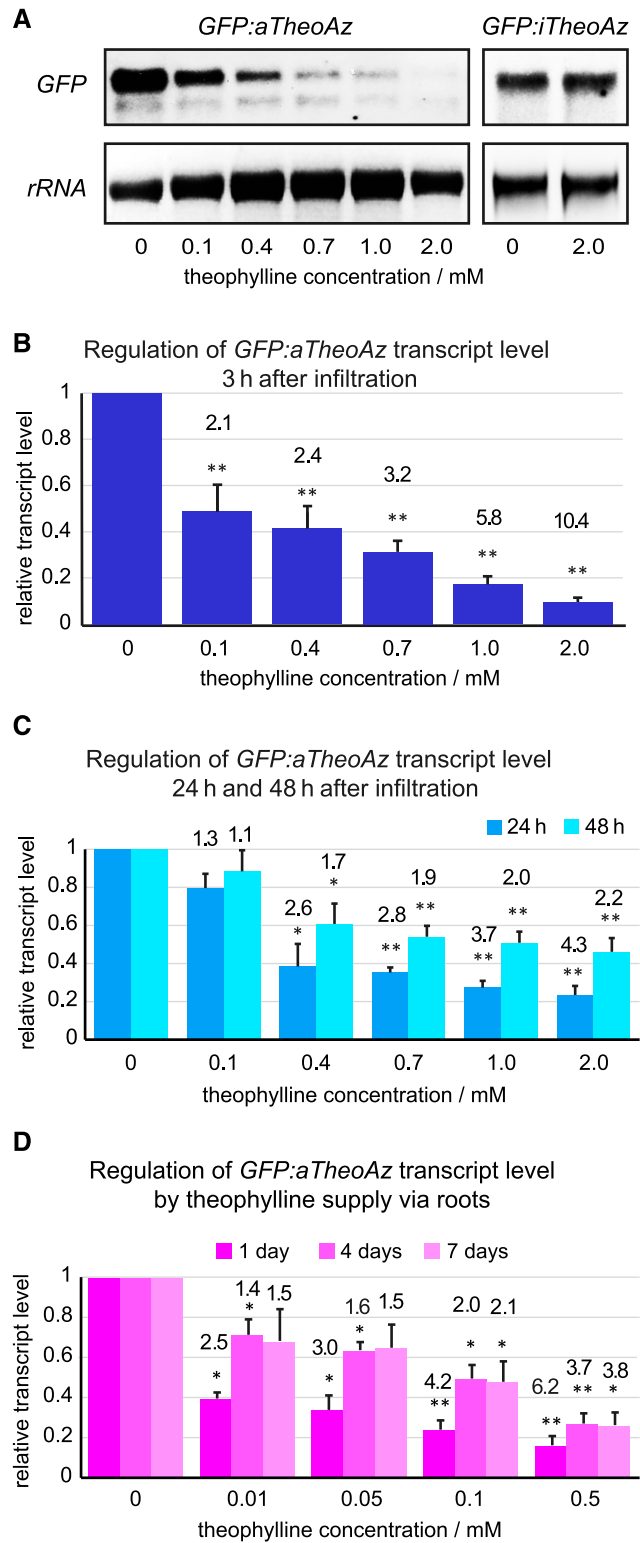 A
GFP:aTheoAz GFP:iTheoAz
GFP
rRNA
0 0.1 0.4 0.7 1.0 2.0 0 2.0
theophylline concentration / mM
B
Regulation of GFP:aTheoAz transcript level
3 h after infiltration
relative transcript level
1
0.8
0.6
0.4
0.2
0
2.1
**
2.4
**
3.2
**
5.8
**
10.4
**
0 0.1 0.4 0.7 1.0 2.0
theophylline concentration / mM
C
Regulation of GFP:aTheoAz transcript level
24 h and 48 h after infiltration
24 h 48 h
relative transcript level
1
0.8
0.6
0.4
0.2
0
1.3
1.1
2.6
*
1.7
*
2.8
**
1.9
**
3.7
**
2.0
**
4.3
**
2.2
**
0 0.1 0.4 0.7 1.0 2.0
theophylline concentration / mM
D
Regulation of GFP:aTheoAz transcript level
by theophylline supply via roots
1 day 4 days 7 days
relative transcript level
1
0.8
0.6
0.4
0.2
0
2.5
*
1.4
*
1.5
3.0
*
1.6
*
1.5
4.2
**
2.0
*
2.1
*
6.2
**
3.7
**
3.8
*
0 0.01 0.05 0.1 0.5
theophylline concentration / mM